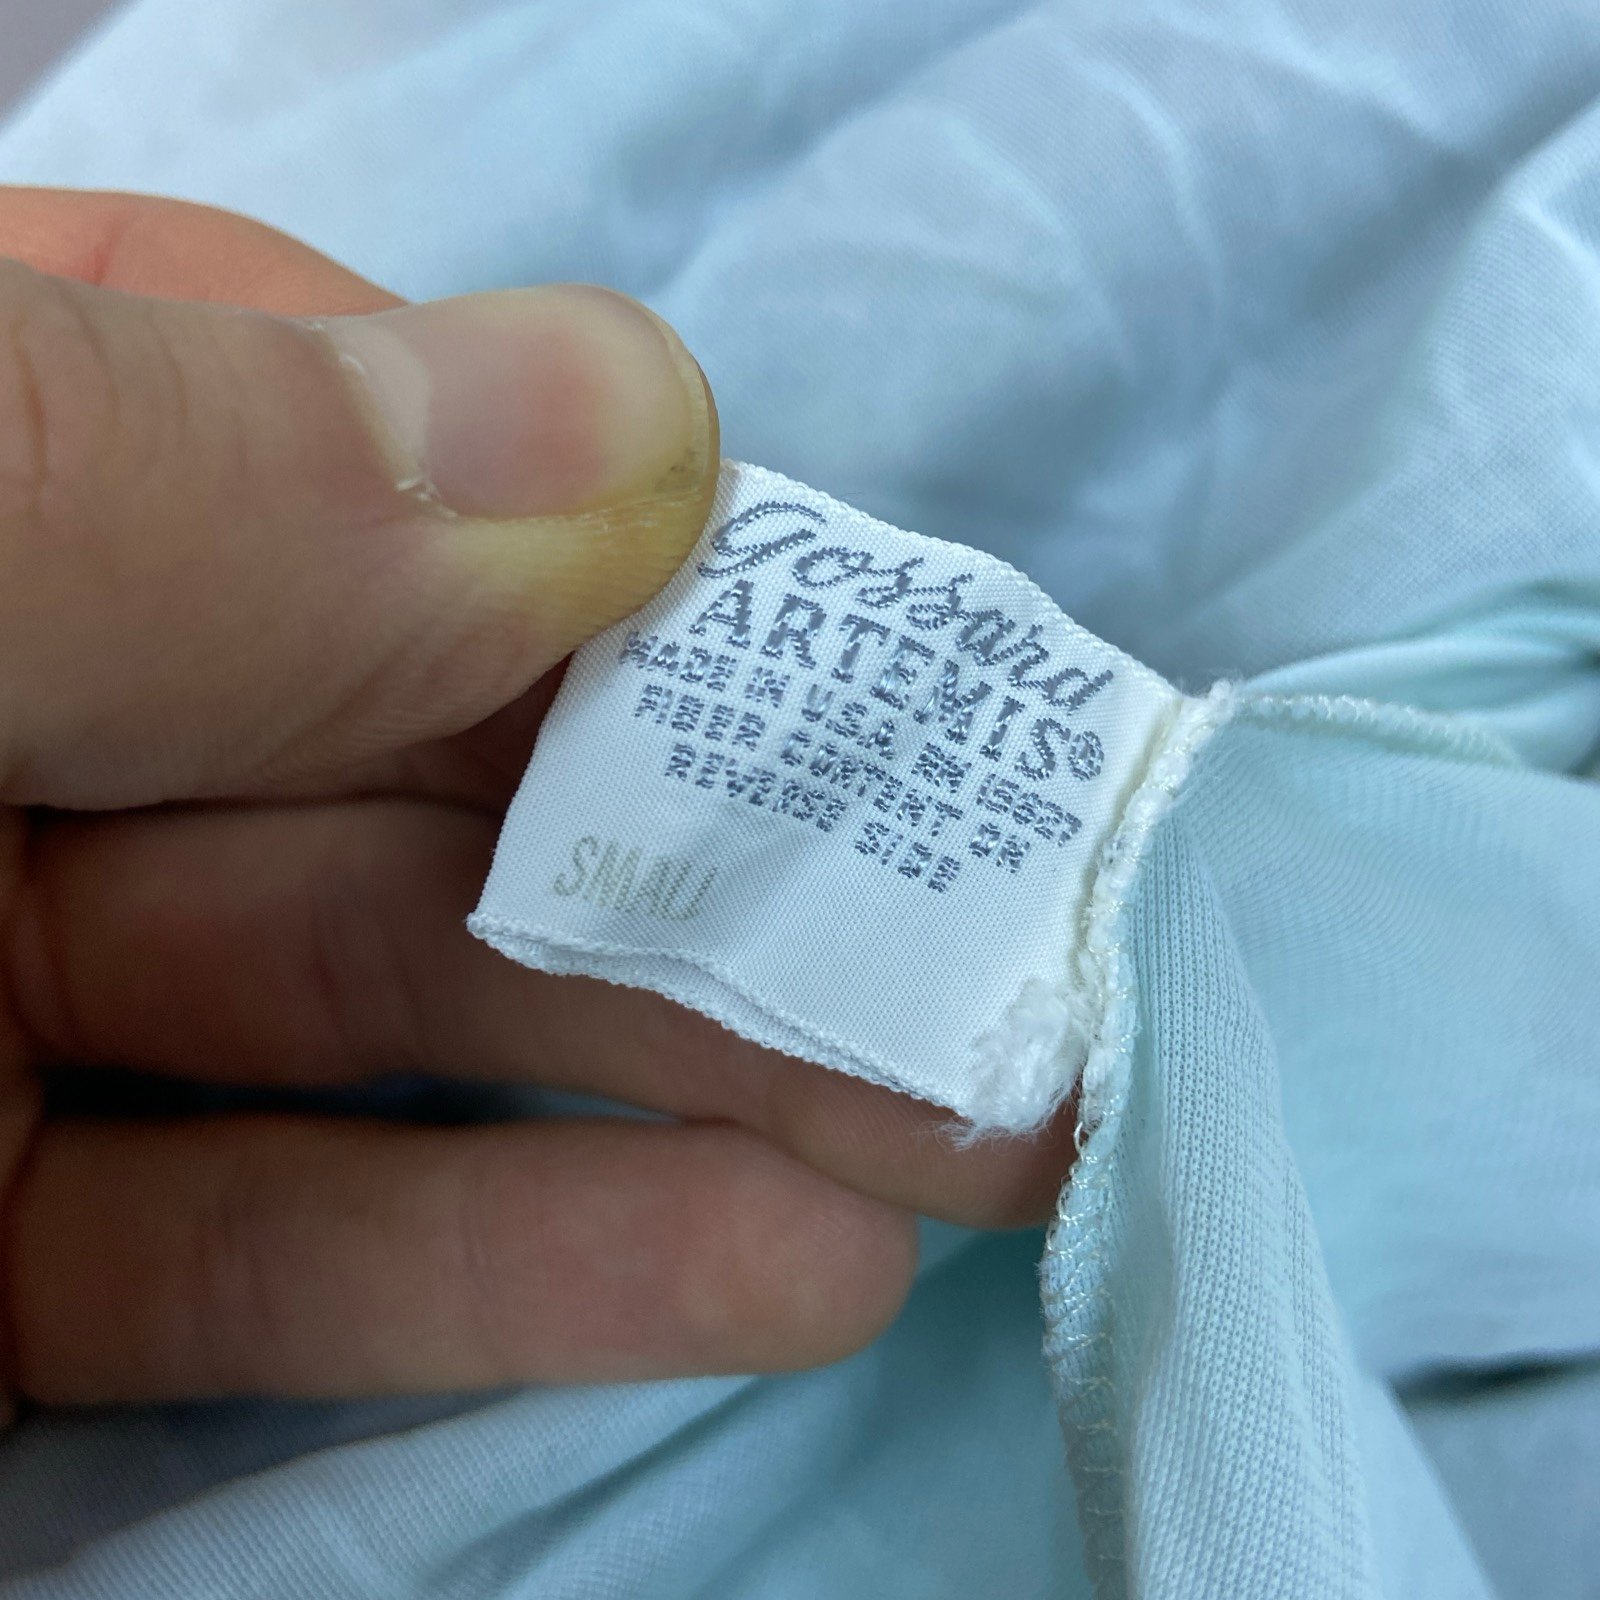 Gossard
ARTEMIS®
MADE IN USA RN 15627
FIBER CONTENT ON
REVERSE SIDE
SMALL